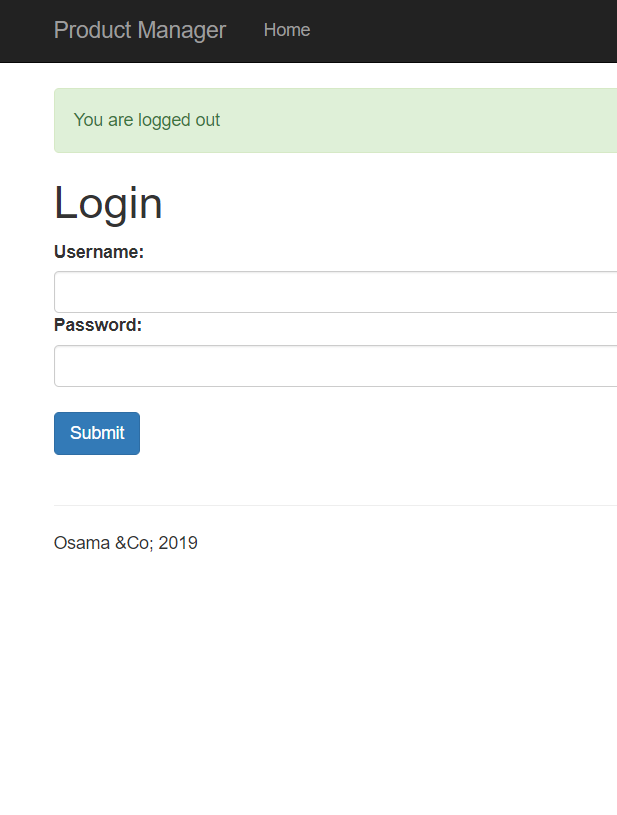 Product Manager Home
You are logged out
Login
Username:
Password:
Submit
Osama &Co; 2019